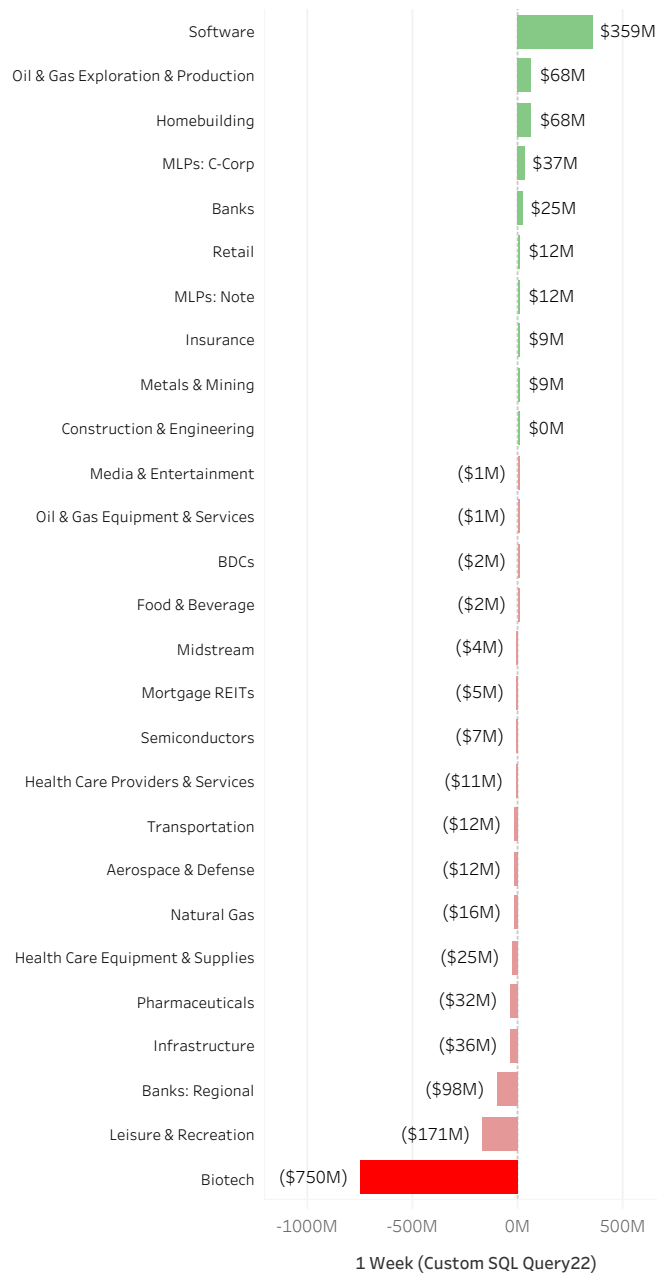 Software $359M
Oil & Gas Exploration & Production $68M
Homebuilding $68M
MLPs: C-Corp $37M
Banks $25M
Retail $12M
MLPs: Note $12M
Insurance $9M
Metals & Mining $9M
Construction & Engineering $0M
Media & Entertainment ($1M)
Oil & Gas Equipment & Services ($1M)
BDCs ($2M)
Food & Beverage ($2M)
Midstream ($4M)
Mortgage REITs ($5M)
Semiconductors ($7M)
Health Care Providers & Services ($11M)
Transportation ($12M)
Aerospace & Defense ($12M)
Natural Gas ($16M)
Health Care Equipment & Supplies ($25M)
Pharmaceuticals ($32M)
Infrastructure ($36M)
Banks: Regional ($98M)
Leisure & Recreation ($171M)
Biotech ($750M)
-1000M -500M 0M 500M
1 Week (Custom SQL Query22)